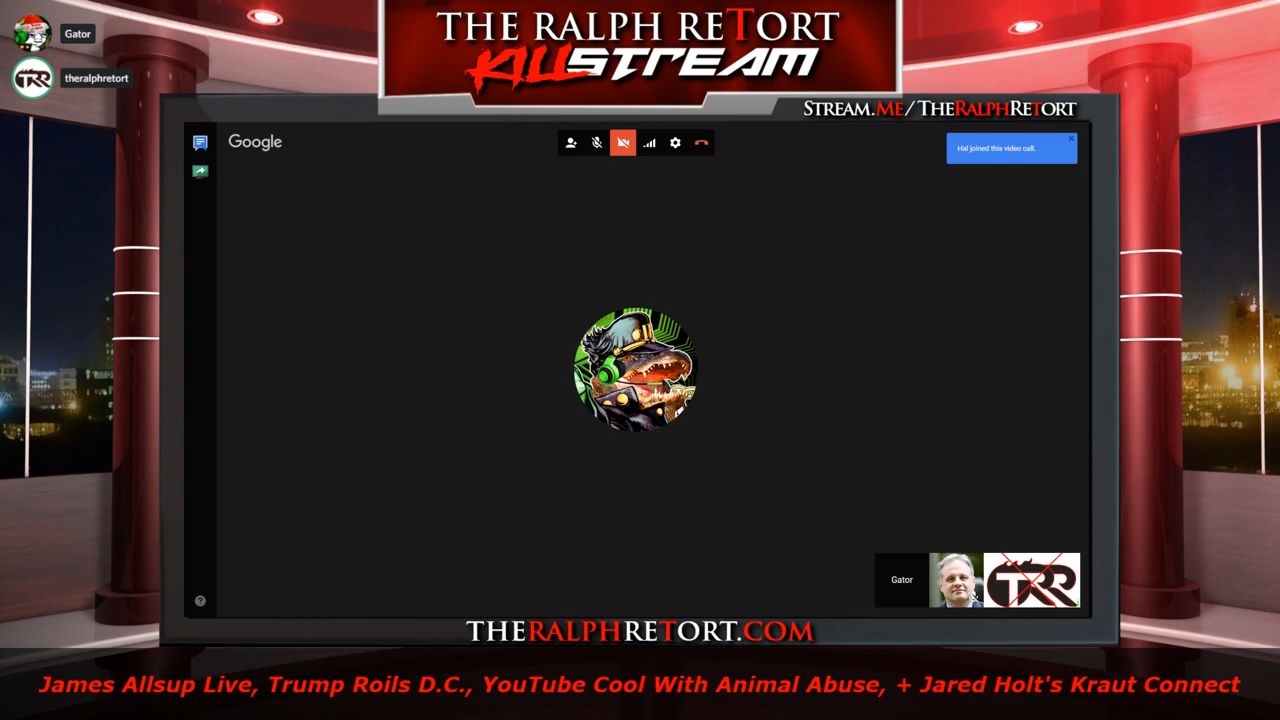 Gator
TRR
theralphretort
THE RALPH RETORT
KILLSTREAM
STREAM.ME/THERALPHRETORT
Google
Hal joined this video call.
Gator
TRR
THERALPHRETORT.COM
James Allsup Live, Trump Roils D.C., YouTube Cool With Animal Abuse, + Jared Holt's Kraut Connect